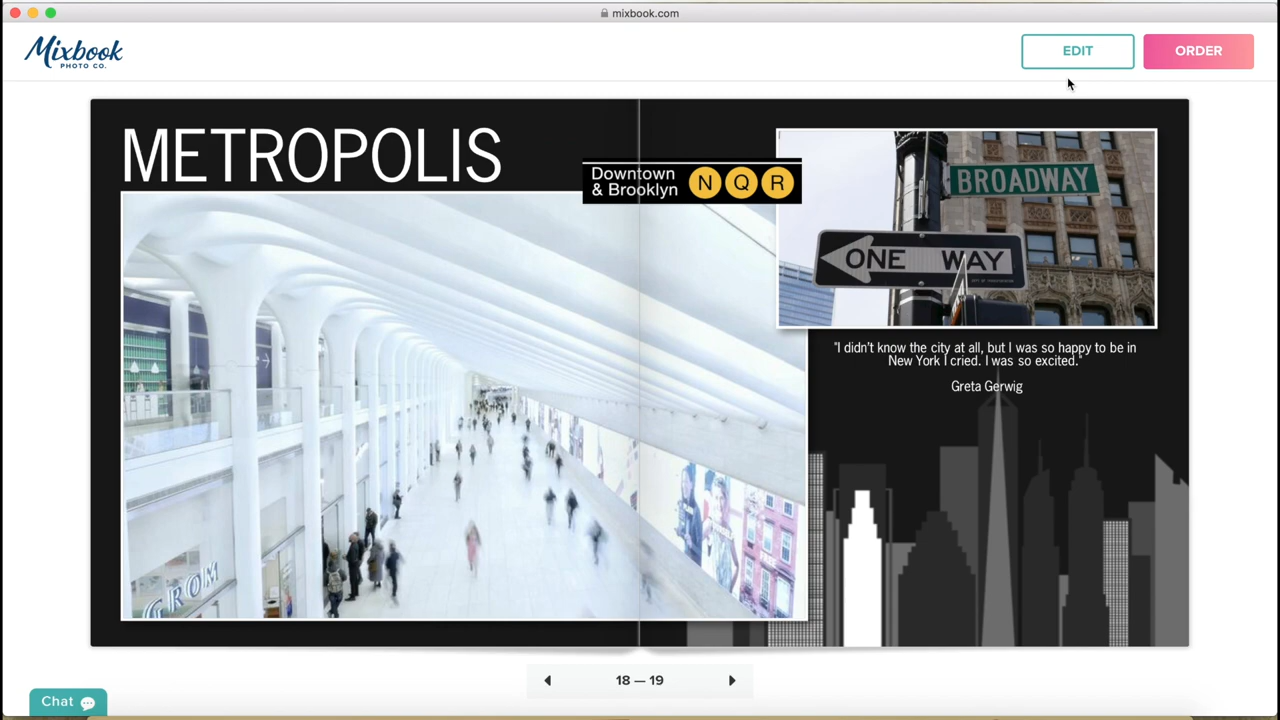 mixbook.com
Mixbook
PHOTO CO.
EDIT
ORDER
METROPOLIS
Downtown
& Brooklyn N Q R
BROADWAY
ONE WAY
"I didn't know the city at all, but I was so happy to be in
New York I cried. I was so excited."
Greta Gerwig
GROM
18 — 19
Chat